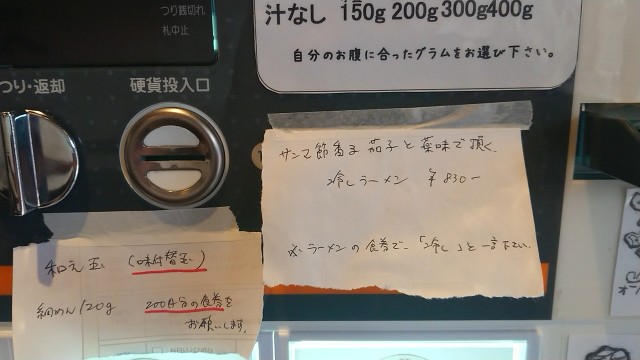 つり銭切れ
札中止
汁なし 150g 200g 300g 400g
自分のお腹に合ったグラムをお選び下さい。
つり・返却
硬貨投入口
サンマ節香る 茄子と薬味で頂く
冷しラーメン ¥830-
※ ラーメンの食券で、「冷し」と一言下さい。
和え玉 (味付替玉)
細めん120g 200円分の食券を
お願いします。